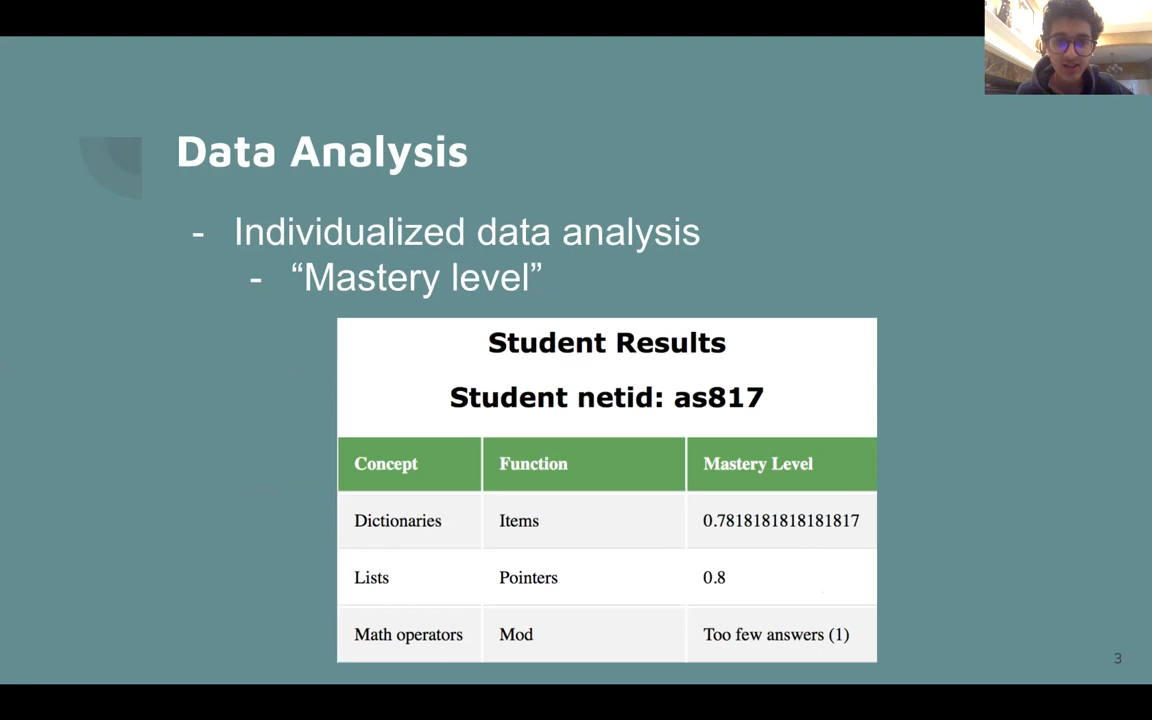 Data Analysis
- Individualized data analysis
- “Mastery level”
Student Results
Student netid: as817
Concept Function Mastery Level
Dictionaries Items 0.7818181818181817
Lists Pointers 0.8
Math operators Mod Too few answers (1)
3